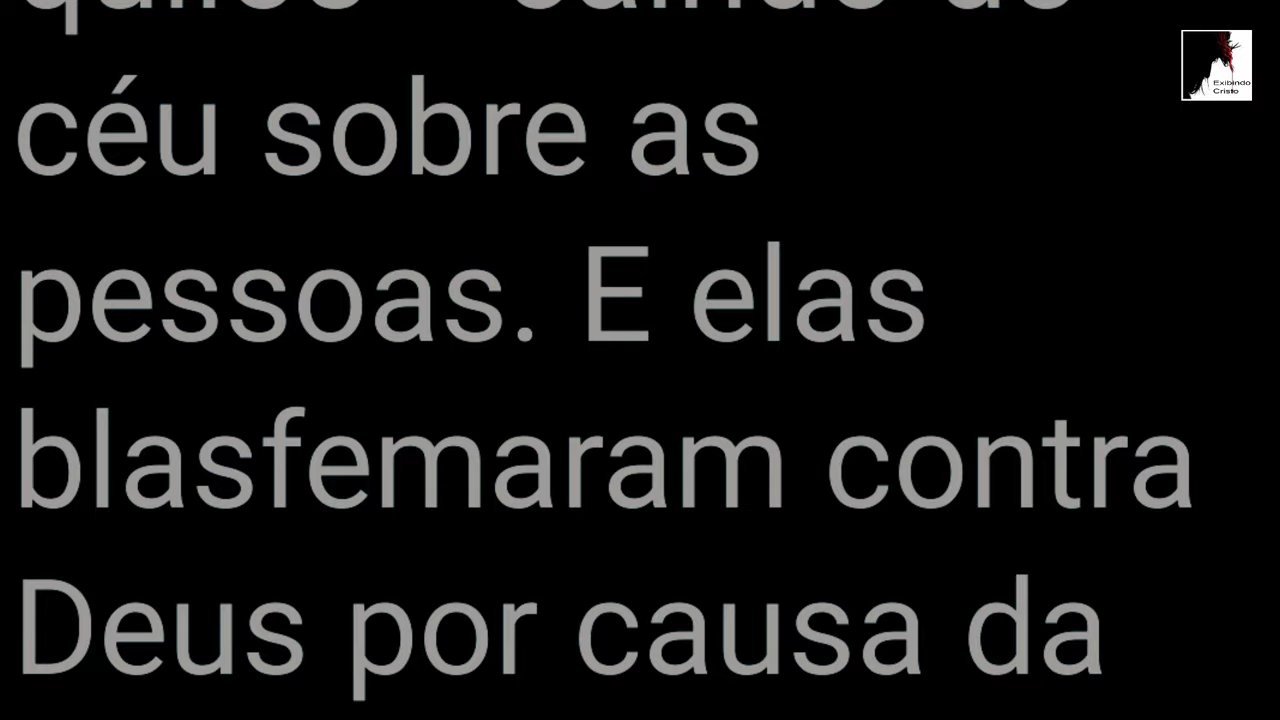 céu sobre as
pessoas. E elas
blasfemaram contra
Deus por causa da
Exibindo
Cristo